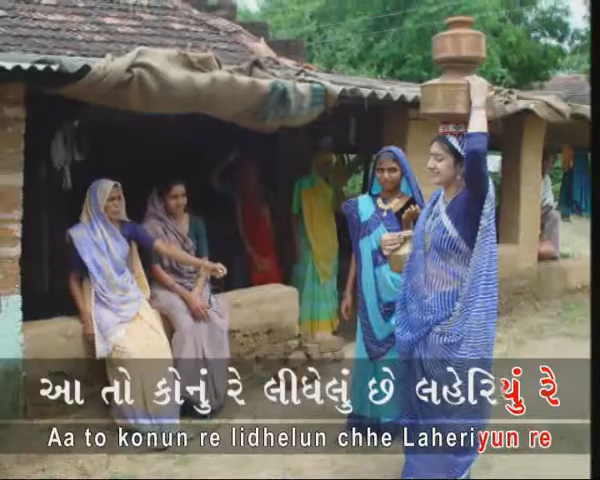 આ તો કોનું રે લીધેલું છે લહેરિયું રે
Aa to konun re lidhelun chhe Laheriyun re